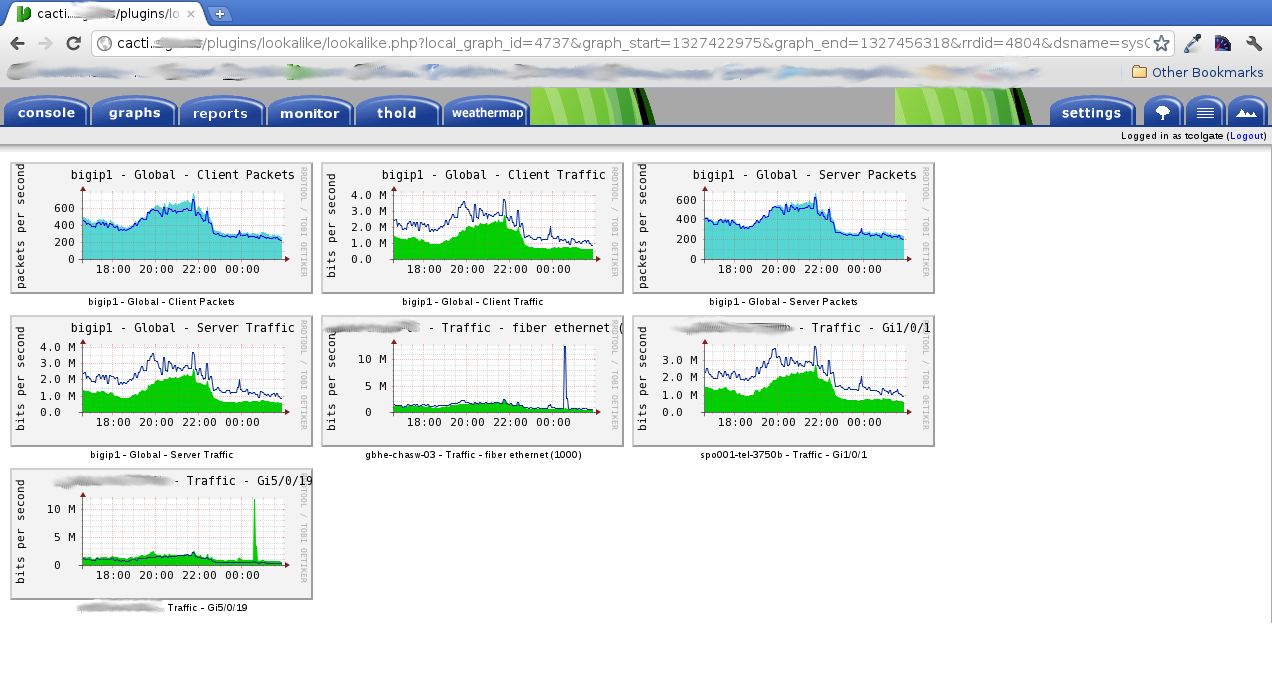 cacti. /plugins/lo
cacti. /plugins/lookalike/lookalike.php?local_graph_id=4737&graph_start=1327422975&graph_end=1327456318&rrdid=4804&dsname=sys
Other Bookmarks
console graphs reports monitor thold weathermap settings
Logged in as tcolgate (Logout)
bigip1 - Global - Client Packets
packets per second
RRDTOOL / TOBI OETIKER
600
400
200
0
18:00 20:00 22:00 00:00
bigip1 - Global - Client Packets
bigip1 - Global - Client Traffic
bits per second
RRDTOOL / TOBI OETIKER
4.0 M
3.0 M
2.0 M
1.0 M
0.0
18:00 20:00 22:00 00:00
bigip1 - Global - Client Traffic
bigip1 - Global - Server Packets
packets per second
RRDTOOL / TOBI OETIKER
600
400
200
0
18:00 20:00 22:00 00:00
bigip1 - Global - Server Packets
bigip1 - Global - Server Traffic
bits per second
RRDTOOL / TOBI OETIKER
4.0 M
3.0 M
2.0 M
1.0 M
0.0
18:00 20:00 22:00 00:00
bigip1 - Global - Server Traffic
- Traffic - fiber ethernet (
bits per second
RRDTOOL / TOBI OETIKER
10 M
5 M
0
18:00 20:00 22:00 00:00
gbhe-chasw-03 - Traffic - fiber ethernet (1000)
- Traffic - Gi1/0/1
bits per second
RRDTOOL / TOBI OETIKER
3.0 M
2.0 M
1.0 M
0.0
18:00 20:00 22:00 00:00
spo001-tel-3750b - Traffic - Gi1/0/1
- Traffic - Gi5/0/19
bits per second
RRDTOOL / TOBI OETIKER
10 M
5 M
0
18:00 20:00 22:00 00:00
Traffic - Gi5/0/19